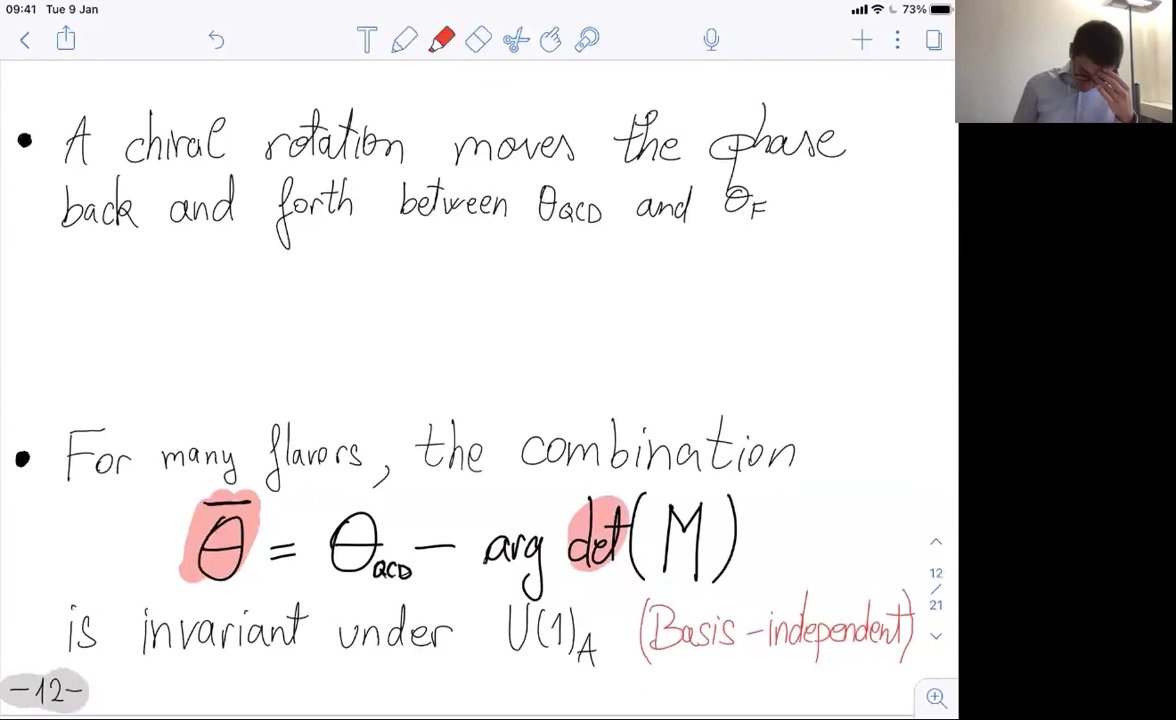 09:41 Tue 9 Jan 73%
• A chiral rotation moves the phase
back and forth between θQCD and θF
• For many flavors, the combination
θ̅ = θQCD − arg det(M)
is invariant under U(1)A (Basis-independent)
12
/
21
-12-